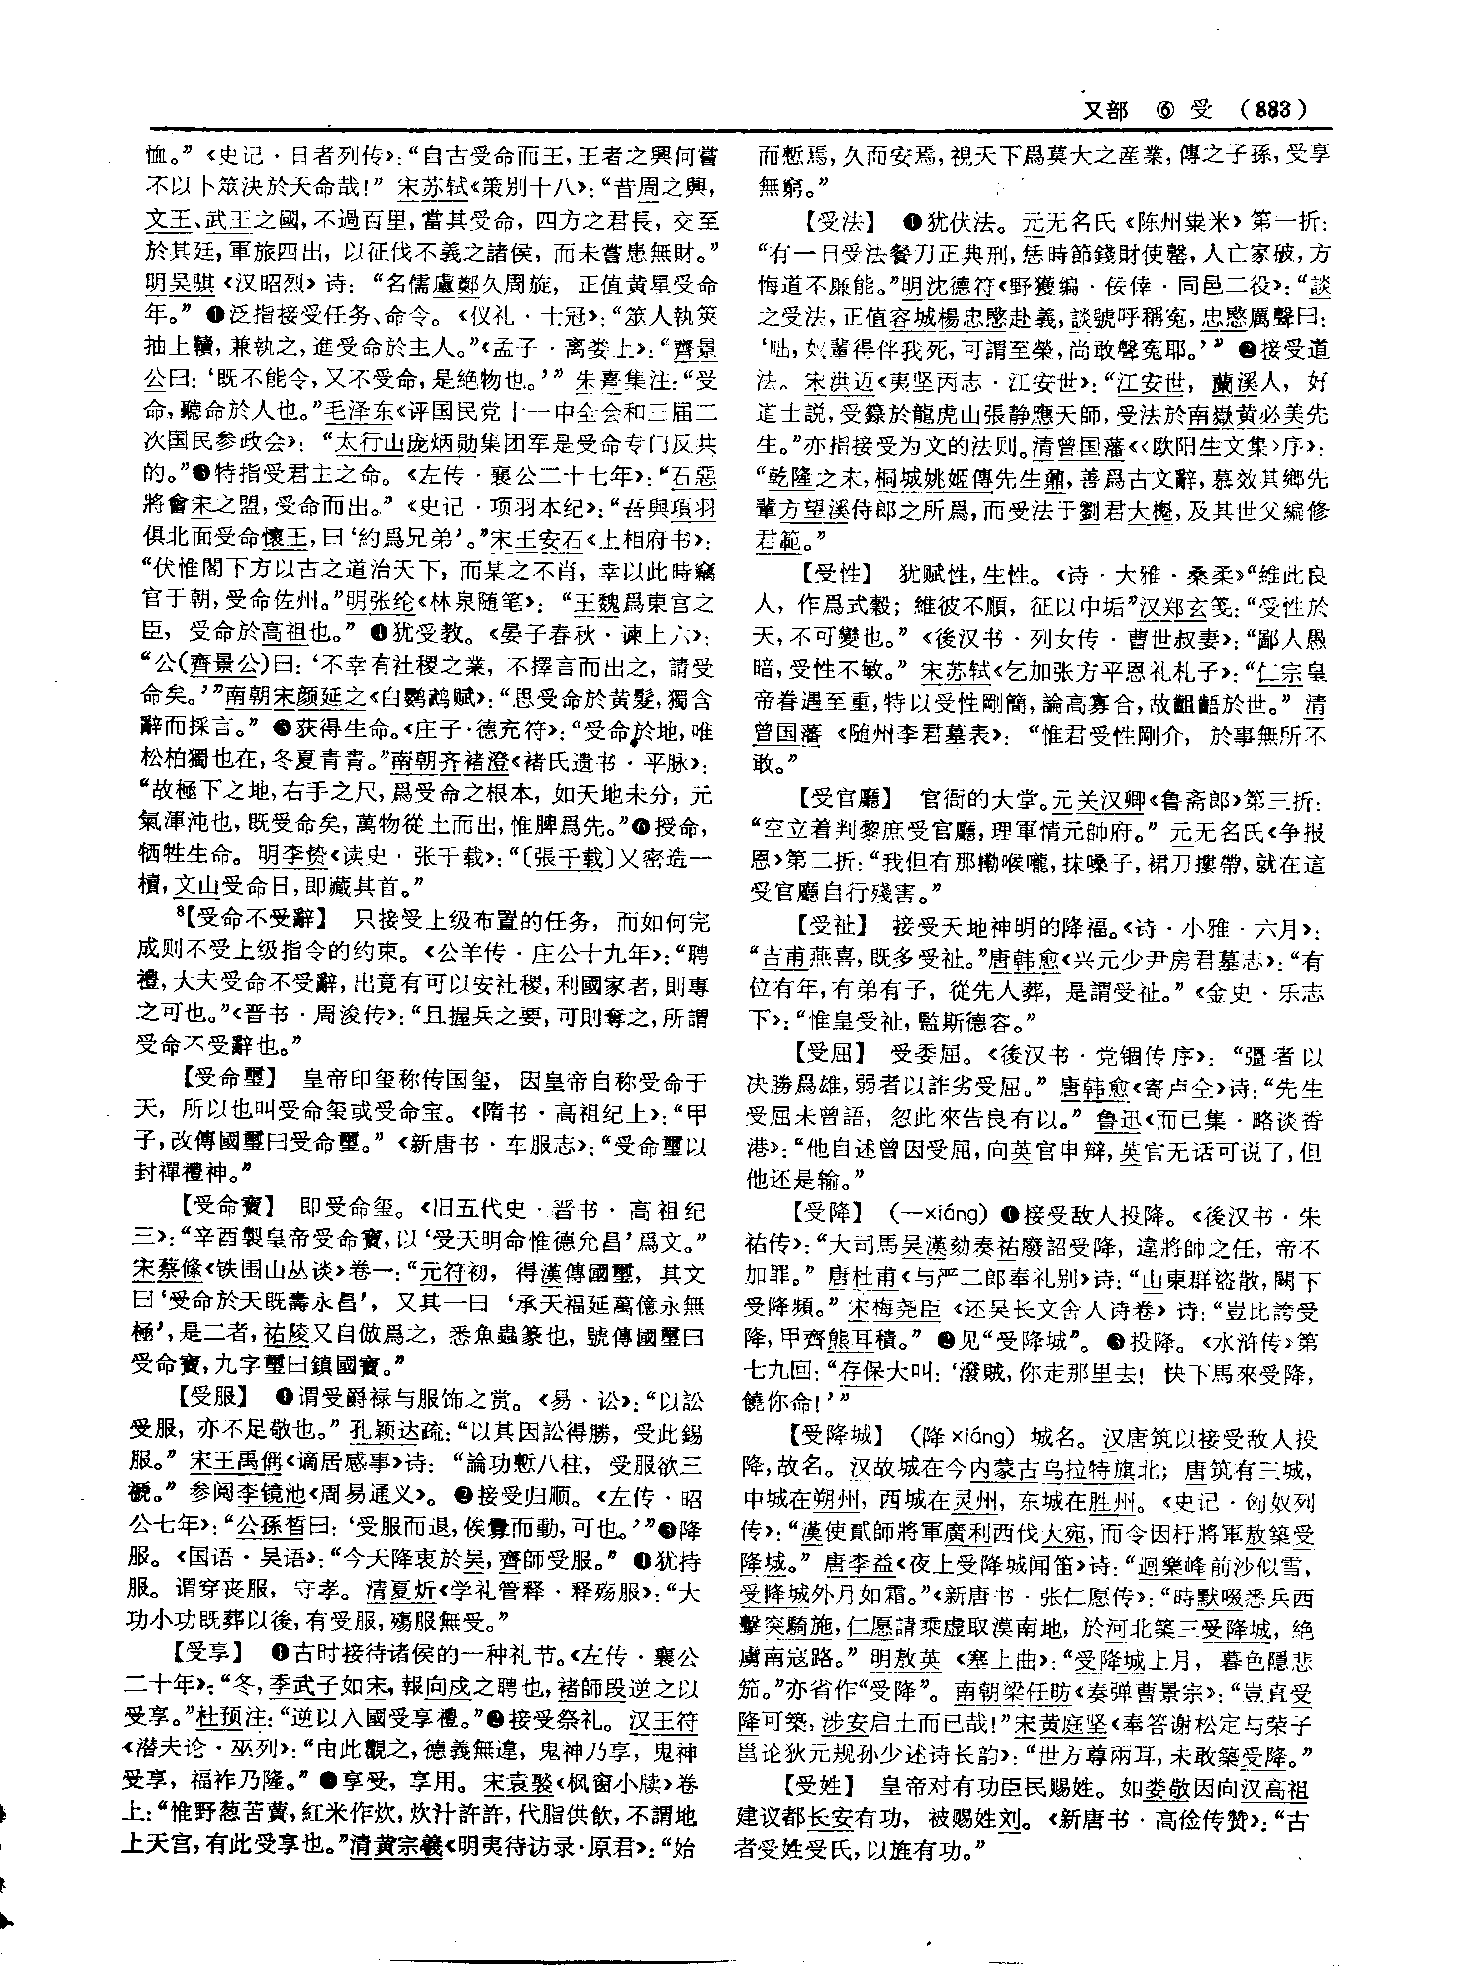 又部 ⑥ 受 (883)
恤。”《史记·日者列传》：“自古受命而王，王者之興何嘗
不以卜筮決於天命哉！” 宋苏轼《策别十八》：“昔周之興，
文王、武王之國，不過百里，當其受命，四方之君長，交至
於其廷，軍旅四出，以征伐不義之諸侯，而未嘗患無財。”
明吴骐《汉昭烈》诗：“名儒盧鄭久周旋，正值黄星受命
年。” ❷泛指接受任务、命令。《仪礼·士冠》：“筮人執筴
抽上韇，兼執之，進受命於主人。”《孟子·离娄上》：“齊景
公曰：‘既不能令，又不受命，是絶物也。’” 朱熹集注：“受
命，聽命於人也。”毛泽东《评国民党十一中全会和三届二
次国民参政会》：“太行山庞炳勋集团军是受命专门反共
的。”❸特指受君主之命。《左传·襄公二十七年》：“石惡
將會宋之盟，受命而出。”《史记·项羽本纪》：“吾與項羽
俱北面受命懷王，曰‘約爲兄弟’。”宋王安石《上相府书》：
“伏惟閣下方以古之道治天下，而某之不肖，幸以此時竊
官于朝，受命佐州。”明张纶《林泉随笔》：“王魏爲東宫之
臣，受命於高祖也。” ❹犹受教。《晏子春秋·谏上六》：
“公(齊景公)曰：‘不幸有社稷之業，不擇言而出之，請受
命矣。’”南朝宋颜延之《白鹦鹉赋》：“思受命於黄髮，獨含
辭而採言。” ❺获得生命。《庄子·德充符》：“受命於地，唯
松柏獨也在，冬夏青青。”南朝齐褚澄《褚氏遗书·平脉》：
“故極下之地，右手之尺，爲受命之根本，如天地未分，元
氣渾沌也，既受命矣，萬物從土而出，惟脾爲先。”❻授命，
牺牲生命。明李贽《读史·张千载》：“〔張千載〕又密造一
櫝，文山受命日，即藏其首。”
⁸【受命不受辭】 只接受上级布置的任务，而如何完
成则不受上级指令的约束。《公羊传·庄公十九年》：“聘
禮，大夫受命不受辭，出竟有可以安社稷，利國家者，則專
之可也。”《晋书·周浚传》：“且握兵之要，可則奪之，所謂
受命不受辭也。”
【受命璽】 皇帝印玺称传国玺，因皇帝自称受命于
天，所以也叫受命玺或受命宝。《隋书·高祖纪上》：“甲
子，改傳國璽曰受命璽。”《新唐书·车服志》：“受命璽以
封禪禮神。”
【受命寶】 即受命玺。《旧五代史·晋书·高祖纪
三》：“辛酉製皇帝受命寶，以‘受天明命惟德允昌’爲文。”
宋蔡絛《铁围山丛谈》卷一：“元符初，得漢傳國璽，其文
曰‘受命於天既壽永昌’，又其一曰‘承天福延萬億永無
極’，是二者，祐陵又自倣爲之，悉魚蟲篆也，號傳國璽曰
受命寶，九字璽曰鎮國寶。”
【受服】 ❶谓受爵禄与服饰之赏。《易·讼》：“以訟
受服，亦不足敬也。” 孔颖达疏：“以其因訟得勝，受此錫
服。” 宋王禹偁《谪居感事》诗：“論功慙八柱，受服欲三
褫。”参阅李镜池《周易通义》。 ❷接受归顺。《左传·昭
公七年》：“公孫晳曰：‘受服而退，俟釁而動，可也。’”❸降
服。《国语·吴语》：“今天降衷於吴，齊師受服。” ❹犹持
服。谓穿丧服，守孝。清夏炘《学礼管释·释殇服》：“大
功小功既葬以後，有受服，殤服無受。”
【受享】 ❶古时接待诸侯的一种礼节。《左传·襄公
二十年》：“冬，季武子如宋，報向戌之聘也，褚師段逆之以
受享。”杜预注：“逆以入國受享禮。”❷接受祭礼。汉王符
《潜夫论·巫列》：“由此觀之，德義無違，鬼神乃享，鬼神
受享，福祚乃隆。” ❸享受，享用。宋袁褧《枫窗小牍》卷
上：“惟野葱苦蕒，紅米作炊，炊汁許許，代脂供飲，不謂地
上天宫，有此受享也。”清黄宗羲《明夷待访录·原君》：“始
而慙焉，久而安焉，視天下爲莫大之産業，傳之子孫，受享
無窮。”
【受法】 ❶犹伏法。元无名氏《陈州粜米》第一折：
“有一日受法餐刀正典刑，恁時節錢財使罄，人亡家破，方
悔道不廉能。”明沈德符《野獲编·佞倖·同邑二役》：“談
之受法，正值容城楊忠愍赴義，談號呼稱寃，忠愍厲聲曰：
‘咄，奴輩得伴我死，可謂至榮，尚敢聲寃耶。’” ❷接受道
法。宋洪迈《夷坚丙志·江安世》：“江安世，蘭溪人，好
道士説，受籙於龍虎山張静應天師，受法於南嶽黄必美先
生。”亦指接受为文的法则。清曾国藩《〈欧阳生文集〉序》：
“乾隆之末，桐城姚姬傳先生鼐，善爲古文辭，慕效其鄉先
輩方望溪侍郎之所爲，而受法于劉君大櫆，及其世父編修
君範。”
【受性】 犹赋性，生性。《诗·大雅·桑柔》“維此良
人，作爲式穀；維彼不順，征以中垢”汉郑玄笺：“受性於
天，不可變也。”《後汉书·列女传·曹世叔妻》：“鄙人愚
暗，受性不敏。” 宋苏轼《乞加张方平恩礼札子》：“仁宗皇
帝眷遇至重，特以受性剛簡，論高寡合，故齟齬於世。” 清
曾国藩《随州李君墓表》：“惟君受性剛介，於事無所不
敢。”
【受官廳】 官衙的大堂。元关汉卿《鲁斋郎》第三折：
“空立着判黎庶受官廳，理軍情元帥府。” 元无名氏《争报
恩》第二折：“我但有那揝喉嚨，抹嗓子，裙刀摟帶，就在這
受官廳自行殘害。”
【受祉】 接受天地神明的降福。《诗·小雅·六月》：
“吉甫燕喜，既多受祉。”唐韩愈《兴元少尹房君墓志》：“有
位有年，有弟有子，從先人葬，是謂受祉。”《金史·乐志
下》：“惟皇受祉，監斯德容。”
【受屈】 受委屈。《後汉书·党锢传序》：“彊者以
决勝爲雄，弱者以詐劣受屈。” 唐韩愈《寄卢仝》诗：“先生
受屈未曾語，忽此來告良有以。” 鲁迅《而已集·略谈香
港》：“他自述曾因受屈，向英官申辩，英官无话可说了，但
他还是输。”
【受降】 （一xiáng）❶接受敌人投降。《後汉书·朱
祐传》：“大司馬吴漢劾奏祐廢詔受降，違將帥之任，帝不
加罪。” 唐杜甫《与严二郎奉礼别》诗：“山東群盗散，闕下
受降頻。” 宋梅尧臣《还吴长文舍人诗卷》诗：“豈比誇受
降，甲齊熊耳積。” ❷见“受降城”。 ❸投降。《水浒传》第
七九回：“存保大叫：‘潑賊，你走那里去！快下馬來受降，
饒你命！’”
【受降城】 （降xiáng）城名。汉唐筑以接受敌人投
降，故名。汉故城在今内蒙古乌拉特旗北；唐筑有三城，
中城在朔州，西城在灵州，东城在胜州。《史记·匈奴列
传》：“漢使貳師將軍廣利西伐大宛，而令因杅將軍敖築受
降城。” 唐李益《夜上受降城闻笛》诗：“迴樂峰前沙似雪，
受降城外月如霜。”《新唐书·张仁愿传》：“時默啜悉兵西
擊突騎施，仁愿請乘虚取漠南地，於河北築三受降城，絶
虜南寇路。” 明敖英《塞上曲》：“受降城上月，暮色隱悲
笳。”亦省作“受降”。南朝梁任昉《奏弹曹景宗》：“豈直受
降可築，涉安启土而已哉！”宋黄庭坚《奉答谢松定与荣子
邕论狄元规孙少述诗长韵》：“世方尊兩耳，未敢築受降。”
【受姓】 皇帝对有功臣民赐姓。如娄敬因向汉高祖
建议都长安有功，被赐姓刘。《新唐书·高俭传赞》：“古
者受姓受氏，以旌有功。”